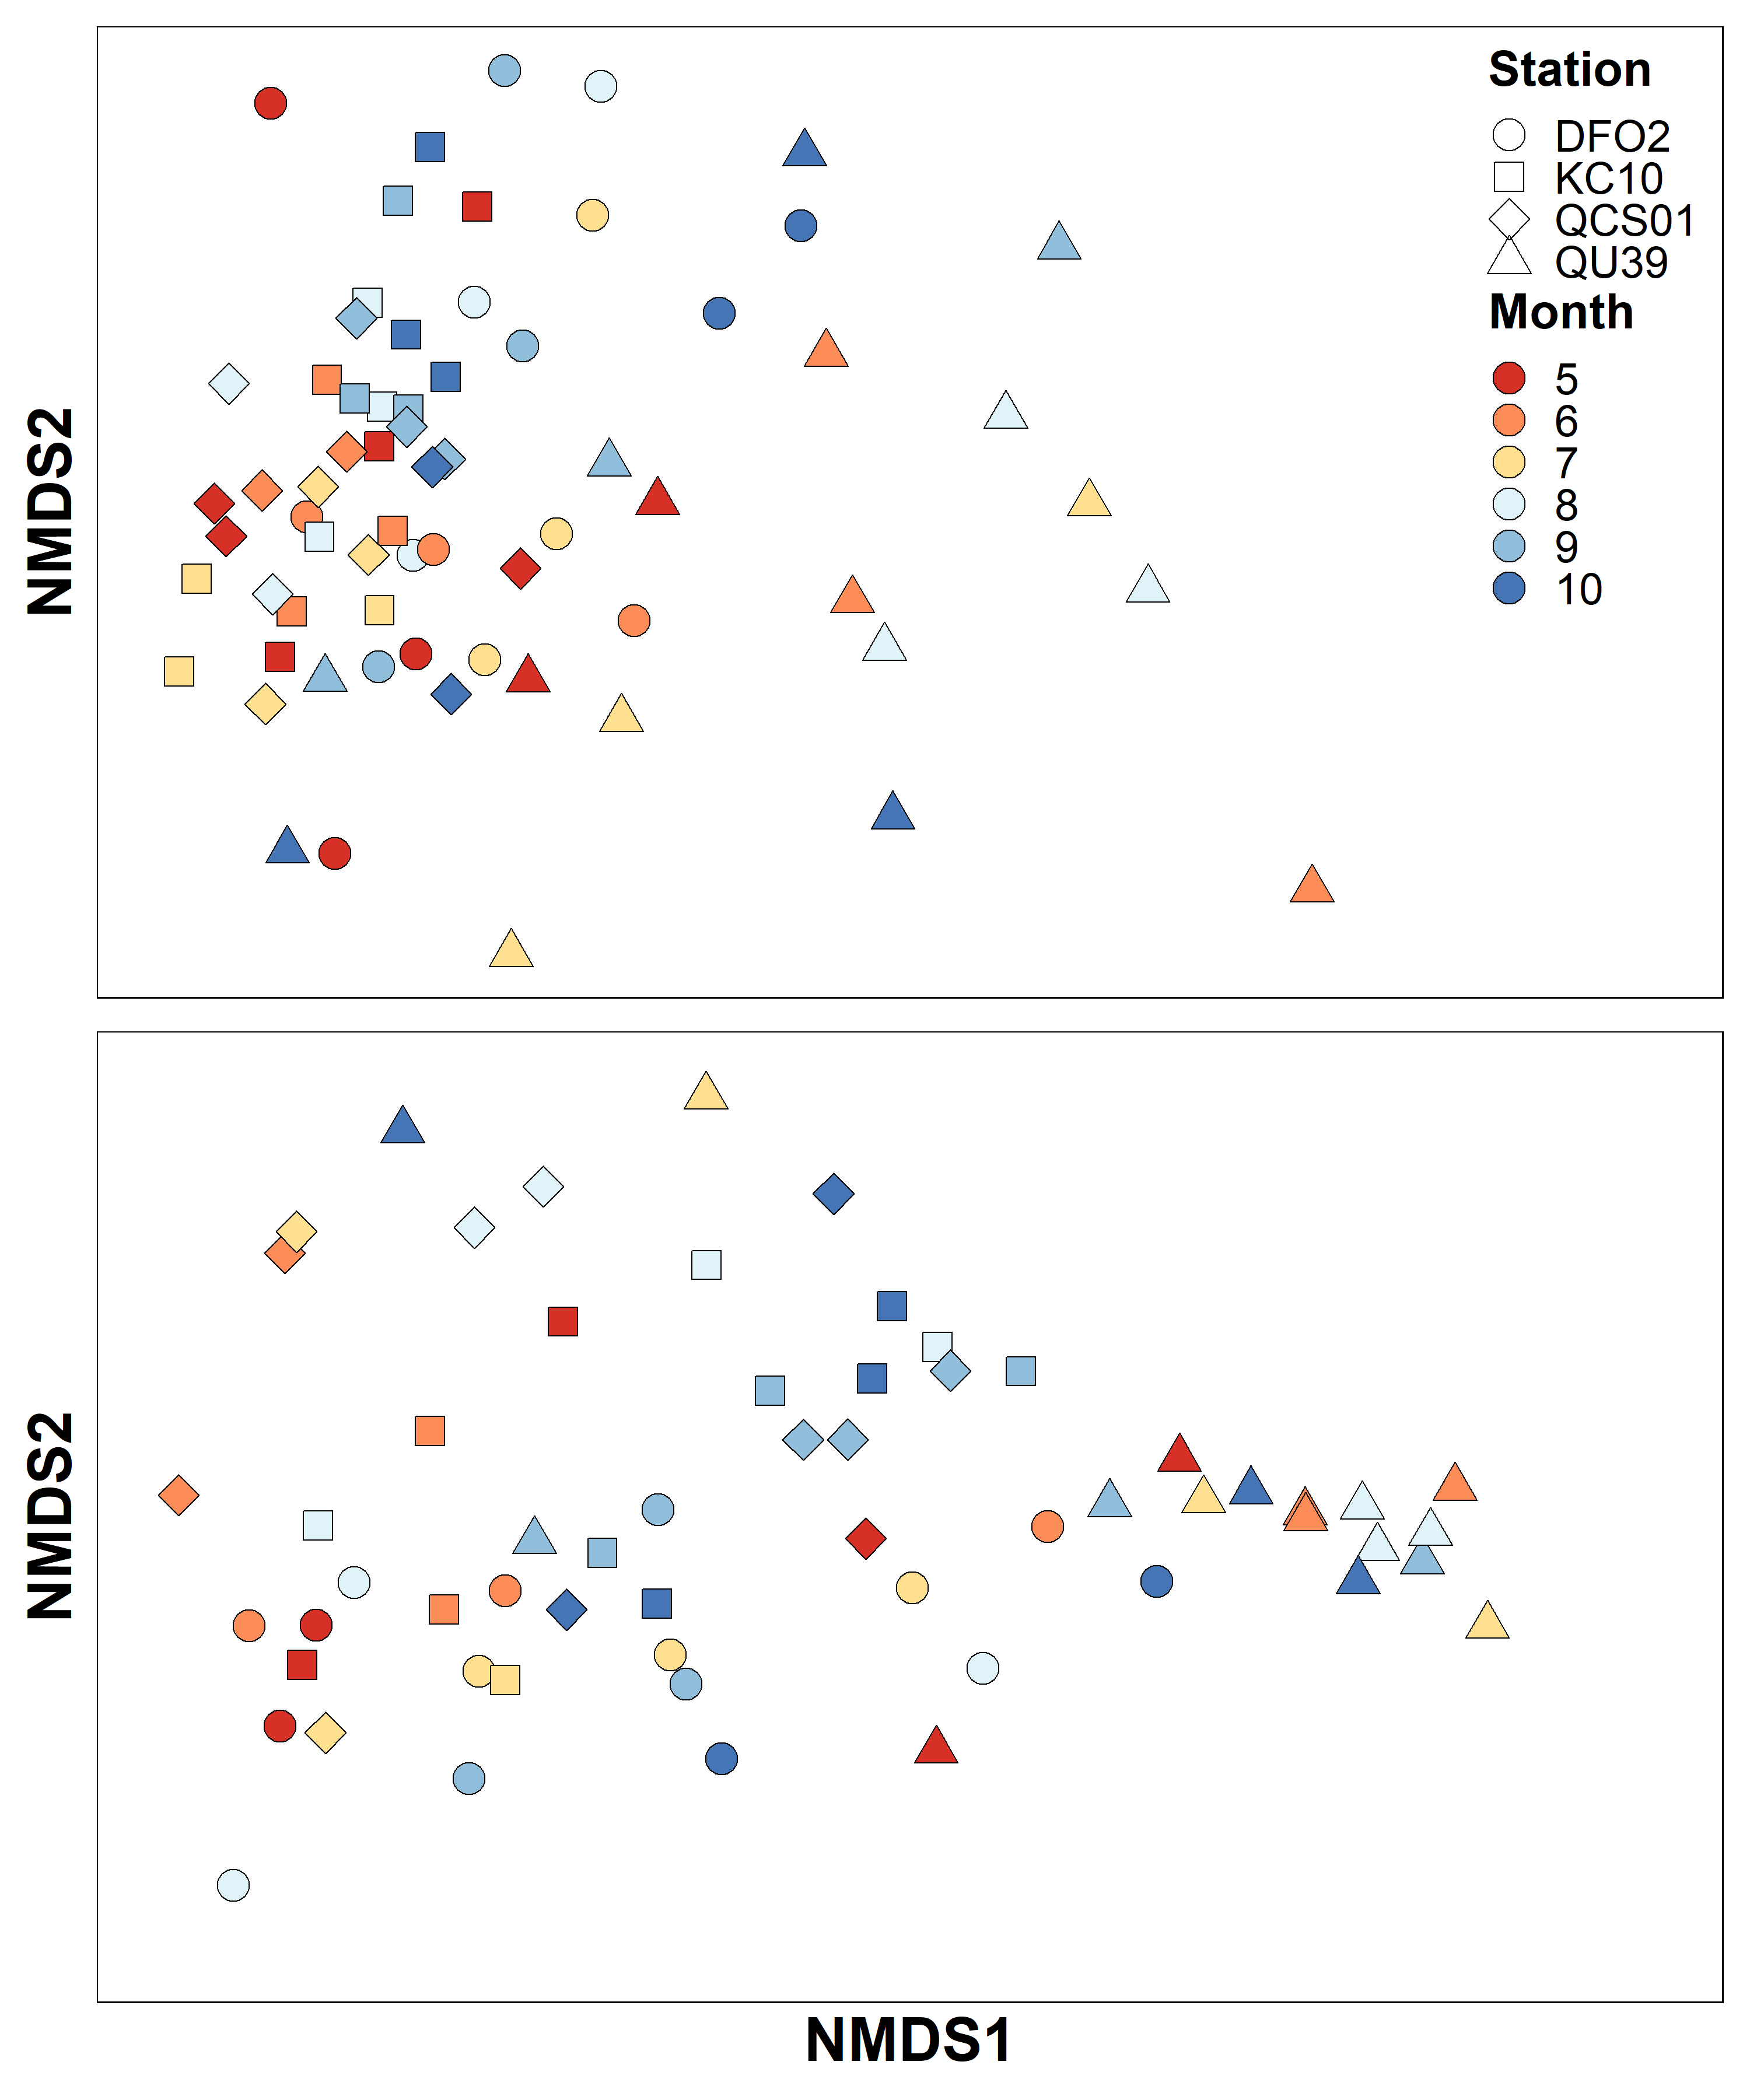 Station
DFO2
KC10
QCS01
QU39
Month
5
6
7
8
9
10
NMDS2
NMDS2
NMDS1